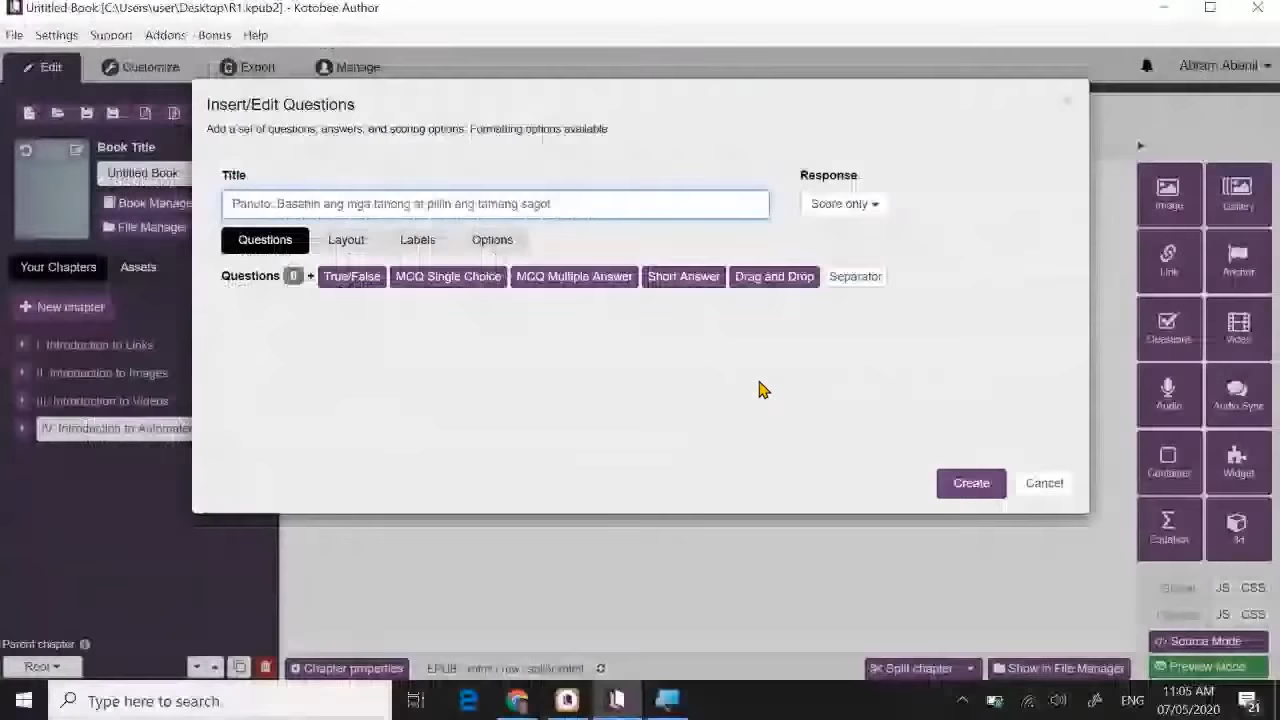 Untitled Book [C:\Users\user\Desktop\R1.kpub2] - Kotobee Author
File Settings Support Addons Bonus Help
Edit Customize Export Manage Abram Abanil
Insert/Edit Questions
Add a set of questions, answers, and scoring options. Formatting options available
Book Title
Untitled Book
Book Manage
File Manager
Title Response
Panuto: Basahin ang mga tanong at piliin ang tamang sagot Score only
Questions Layout Labels Options
Questions 0 + True/False MCQ Single Choice MCQ Multiple Answer Short Answer Drag and Drop Separator
Your Chapters Assets
+ New chapter
I. Introduction to Links
II. Introduction to Images
III. Introduction to Videos
IV. Introduction to Automate
Create Cancel
Image Gallery
Link Anchor
Questions Video
Audio Audio Sync
Container Widget
Equation 3d
Global JS CSS
JS CSS
Source Mode
Preview Mode
Parent chapter
Root
Chapter properties EPUB Split chapter Show in File Manager
Type here to search ENG 11:05 AM
07/05/2020 21